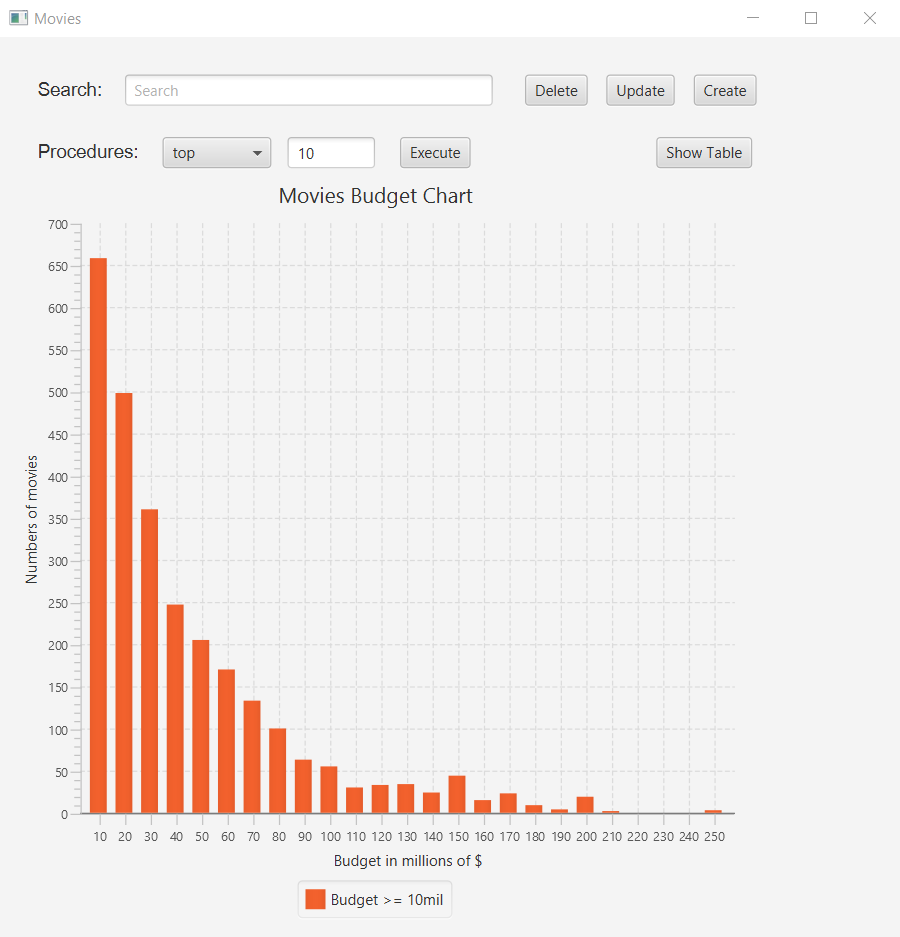 Movies
Search: Search Delete Update Create
Procedures: top 10 Execute Show Table
Movies Budget Chart
700
650
600
550
500
450
400
350
300
250
200
150
100
50
0
Numbers of movies
10 20 30 40 50 60 70 80 90 100 110 120 130 140 150 160 170 180 190 200 210 220 230 240 250
Budget in millions of $
Budget >= 10mil